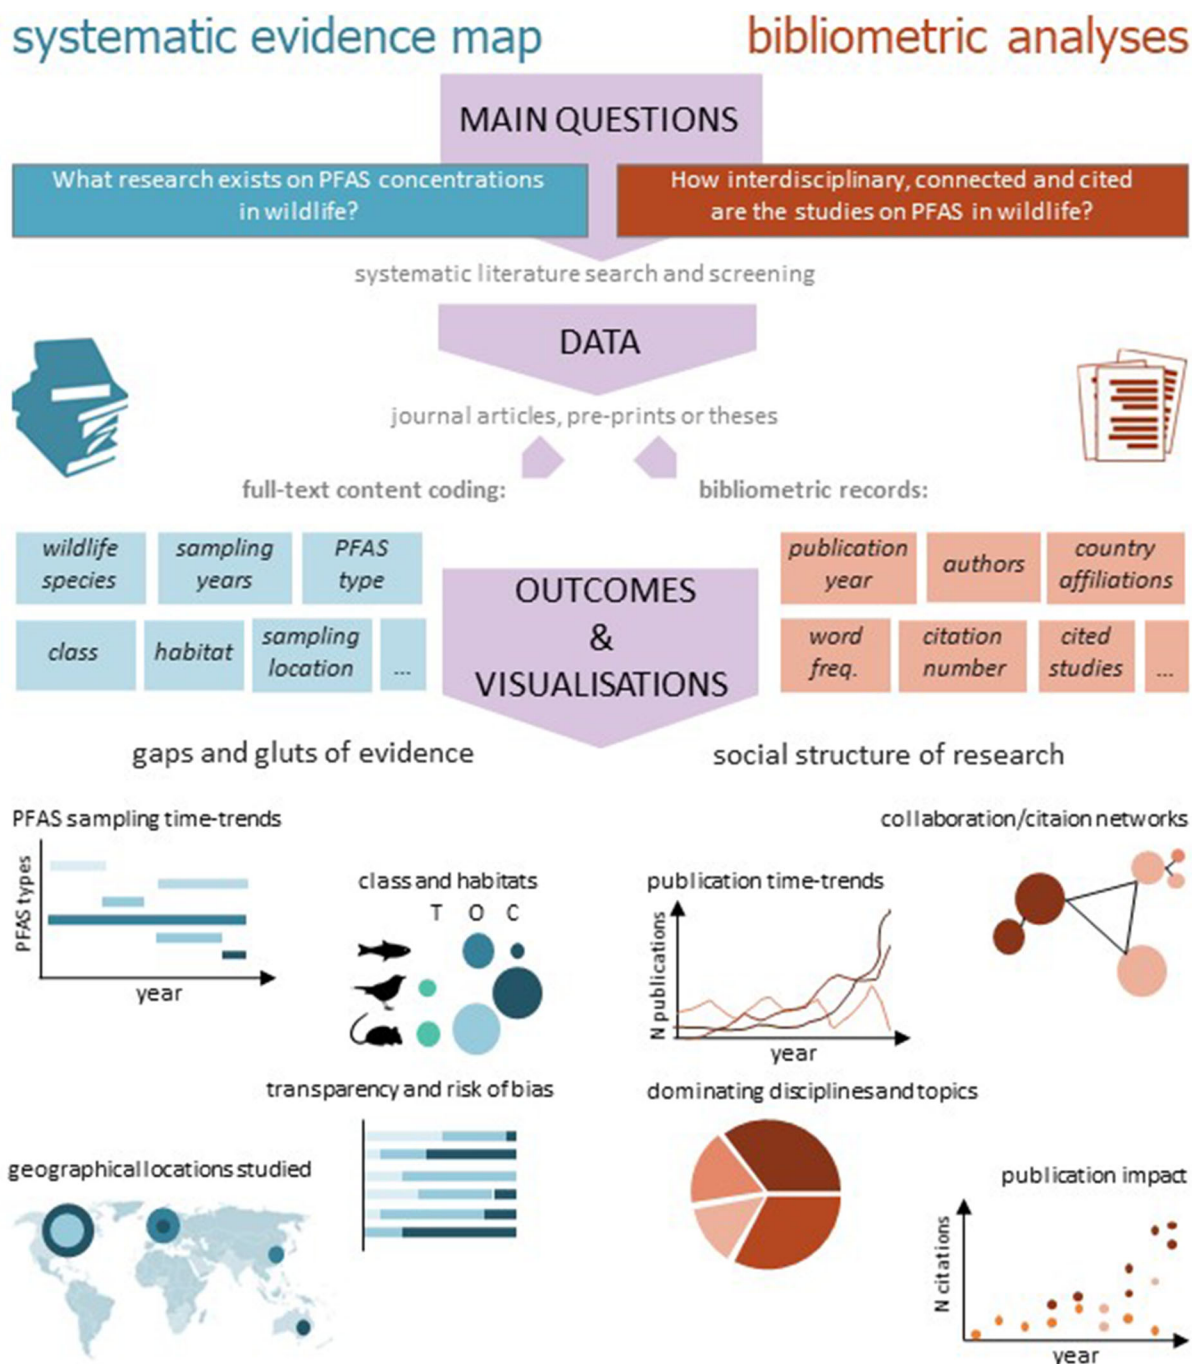 systematic evidence map
bibliometric analyses
MAIN QUESTIONS
What research exists on PFAS concentrations
in wildlife?
How interdisciplinary, connected and cited
are the studies on PFAS in wildlife?
systematic literature search and screening
DATA
journal articles, pre-prints or theses
full-text content coding:
bibliometric records:
wildlife
species
sampling
years
PFAS
type
class
habitat
sampling
location
...
OUTCOMES
&
VISUALISATIONS
publication
year
authors
country
affiliations
word
freq.
citation
number
cited
studies
...
gaps and gluts of evidence
social structure of research
PFAS sampling time-trends
PFAS types
year
class and habitats
T O C
publication time-trends
N publications
year
collaboration/citaion networks
transparency and risk of bias
dominating disciplines and topics
geographical locations studied
publication impact
N citations
year